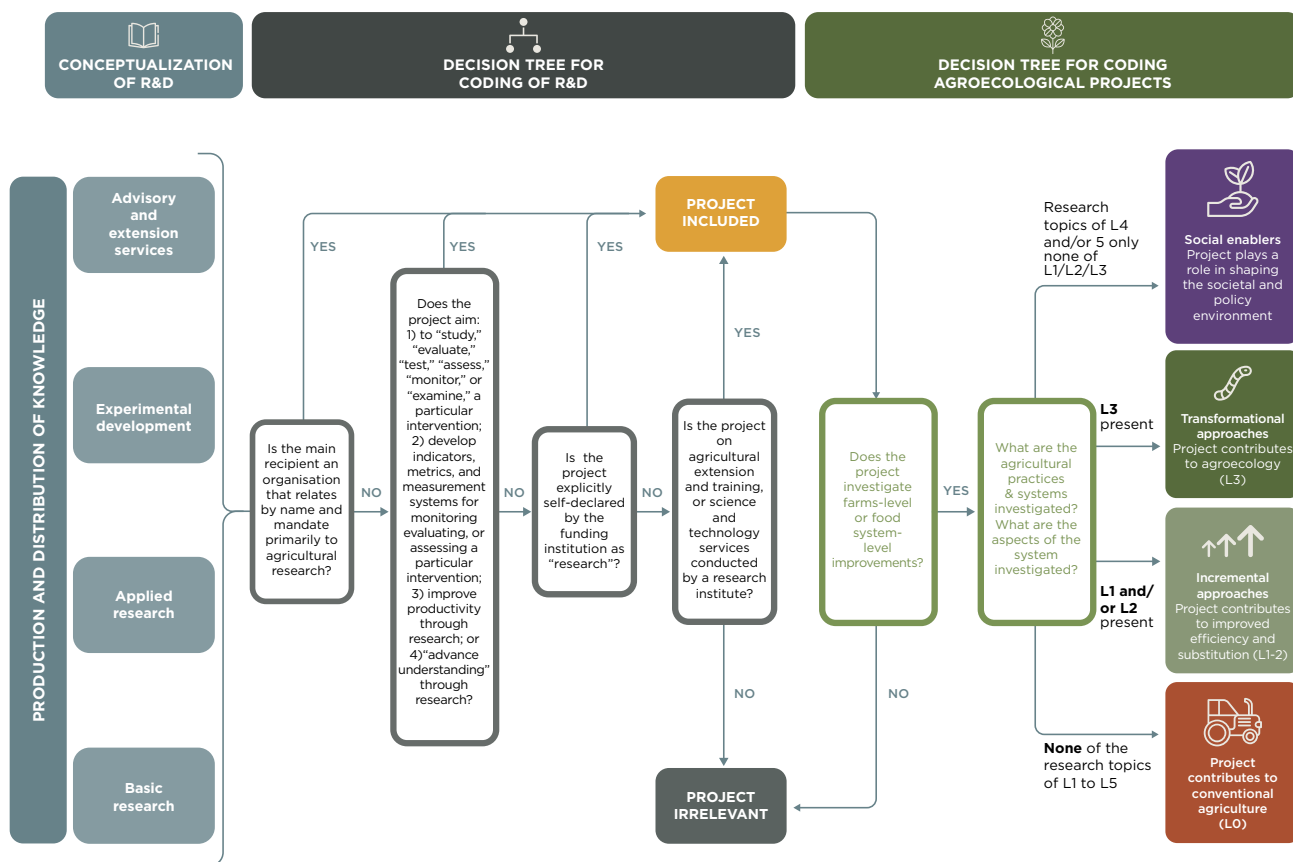 CONCEPTUALIZATION
OF R&D
DECISION TREE FOR
CODING OF R&D
DECISION TREE FOR CODING
AGROECOLOGICAL PROJECTS
PRODUCTION AND DISTRIBUTION OF KNOWLEDGE
Advisory
and
extension
services
Experimental
development
Applied
research
Basic
research
Is the main
recipient an
organisation
that relates
by name and
mandate
primarily to
agricultural
research?
YES
NO
Does the
project aim:
1) to “study,”
“evaluate,”
“test,” “assess,”
“monitor,” or
“examine,” a
particular
intervention;
2) develop
indicators,
metrics, and
measurement
systems for
monitoring
evaluating, or
assessing a
particular
intervention;
3) improve
productivity
through
research; or
4)“advance
understanding”
through
research?
YES
NO
Is the
project
explicitly
self-declared
by the
funding
institution as
“research”?
YES
NO
PROJECT
INCLUDED
YES
Is the project
on
agricultural
extension
and training,
or science
and
technology
services
conducted
by a research
institute?
NO
PROJECT
IRRELEVANT
Does the
project
investigate
farms-level
or food
system-
level
improvements?
YES
NO
What are the
agricultural
practices
& systems
investigated?
What are the
aspects of the
system
investigated?
Research
topics of L4
and/or 5 only
none of
L1/L2/L3
L3
present
L1 and/
or L2
present
None of the
research topics
of L1 to L5
Social enablers
Project plays a
role in shaping
the societal and
policy
environment
Transformational
approaches
Project contributes
to agroecology
(L3)
Incremental
approaches
Project contributes
to improved
efficiency and
substitution (L1-2)
Project
contributes to
conventional
agriculture
(L0)